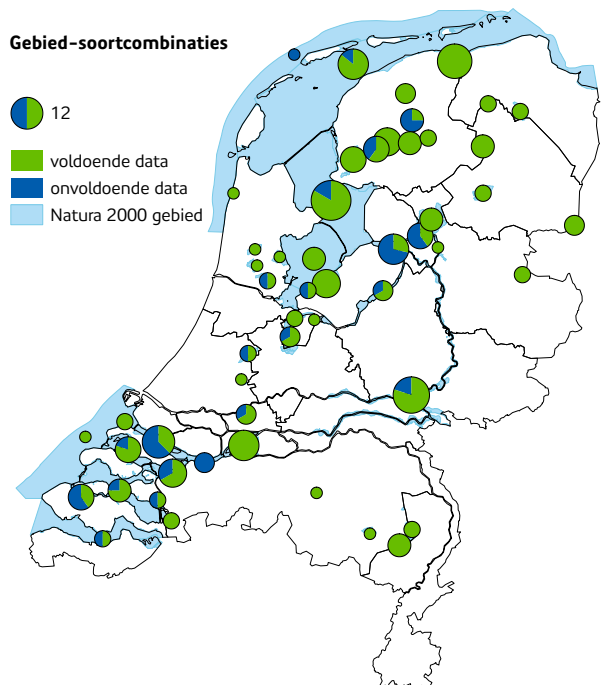 Gebied-soortcombinaties
12
voldoende data
onvoldoende data
Natura 2000 gebied